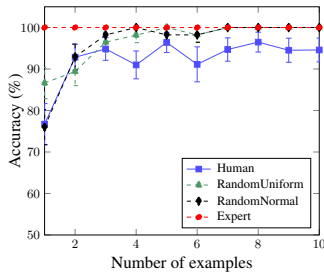 Accuracy (%)
100
90
80
70
60
50
2
4
6
8
10
Number of examples
Human
RandomUniform
RandomNormal
Expert